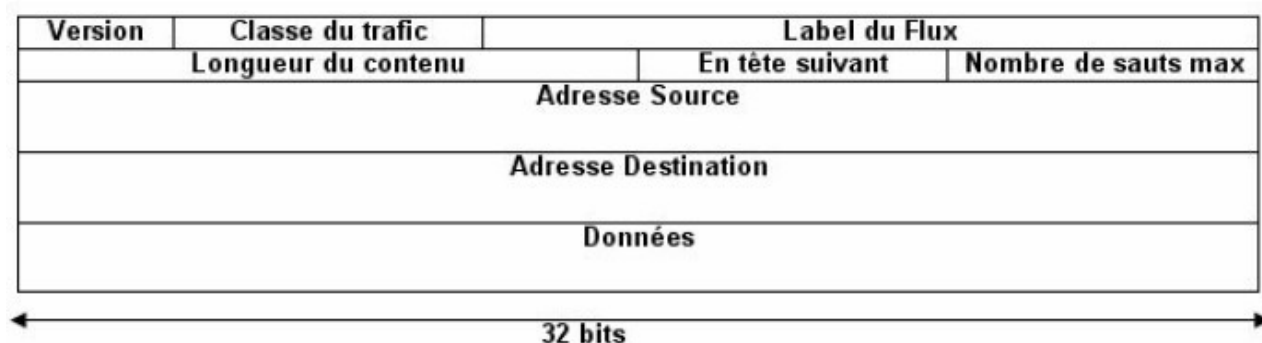 Version Classe du trafic Label du Flux
Longueur du contenu En tête suivant Nombre de sauts max
Adresse Source
Adresse Destination
Données
32 bits